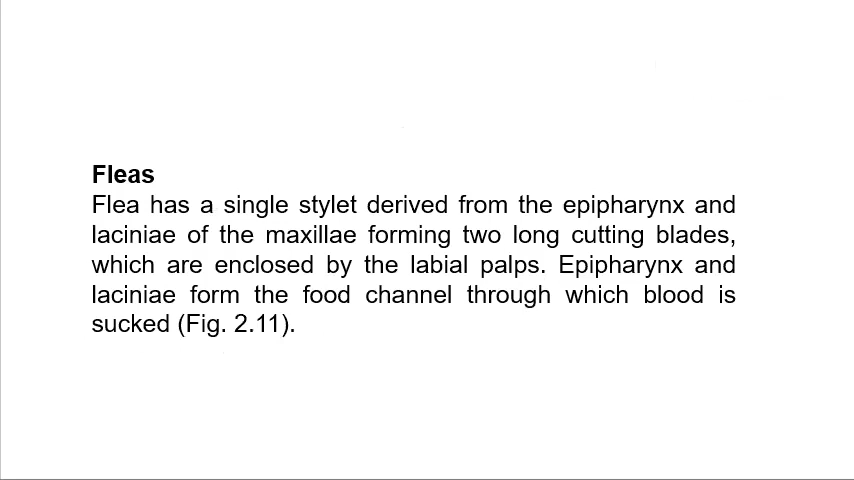 Fleas
Flea has a single stylet derived from the epipharynx and
laciniae of the maxillae forming two long cutting blades,
which are enclosed by the labial palps. Epipharynx and
laciniae form the food channel through which blood is
sucked (Fig. 2.11).